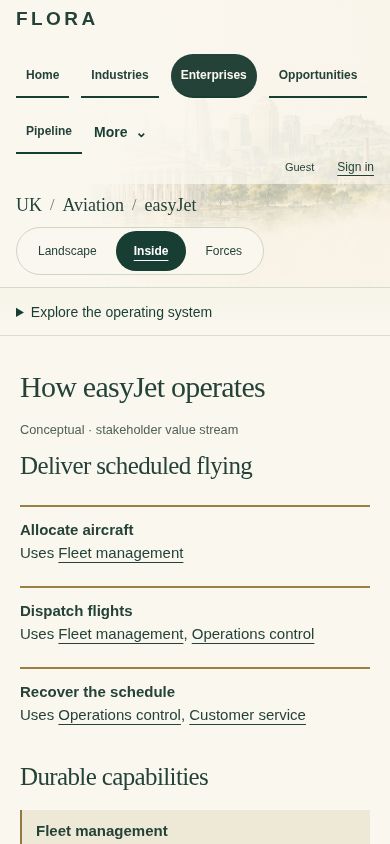 FLORA
Home Industries Enterprises Opportunities
Pipeline More
Guest Sign in
UK / Aviation / easyJet
Landscape Inside Forces
Explore the operating system
How easyJet operates
Conceptual · stakeholder value stream
Deliver scheduled flying
Allocate aircraft
Uses Fleet management
Dispatch flights
Uses Fleet management, Operations control
Recover the schedule
Uses Operations control, Customer service
Durable capabilities
Fleet management